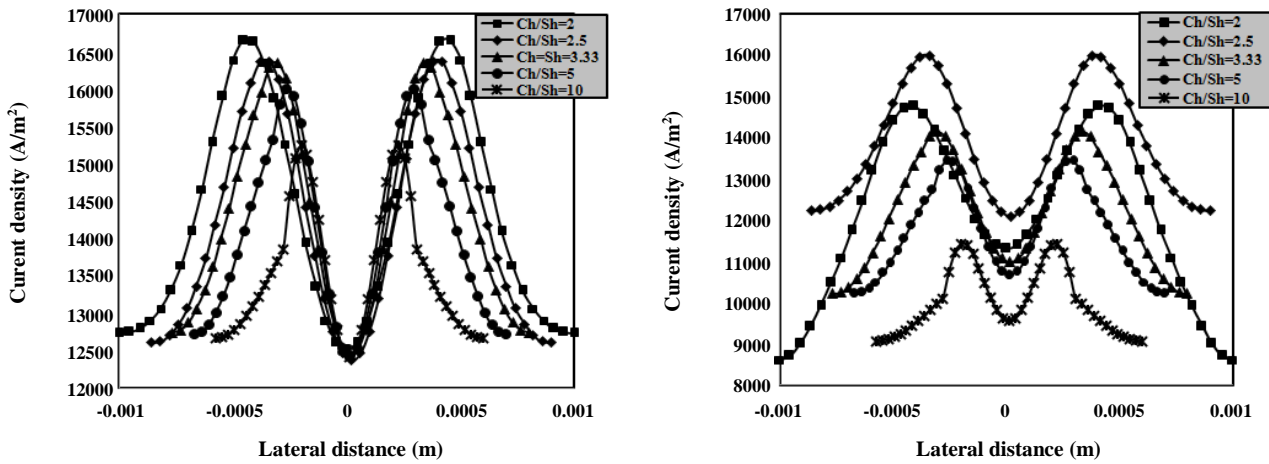 17000
16500
16000
15500
15000
14500
14000
13500
13000
12500
12000
Curent density (A/m2)
-0.001
-0.0005
0
0.0005
0.001
Lateral distance (m)
Ch/Sh=2
Ch/Sh=2.5
Ch=Sh=3.33
Ch/Sh=5
Ch/Sh=10
17000
16000
15000
14000
13000
12000
11000
10000
9000
8000
Curent density (A/m2)
-0.001
-0.0005
0
0.0005
0.001
Lateral distance (m)
Ch/Sh=2
Ch/Sh=2.5
Ch/Sh=3.33
Ch/Sh=5
Ch/Sh=10